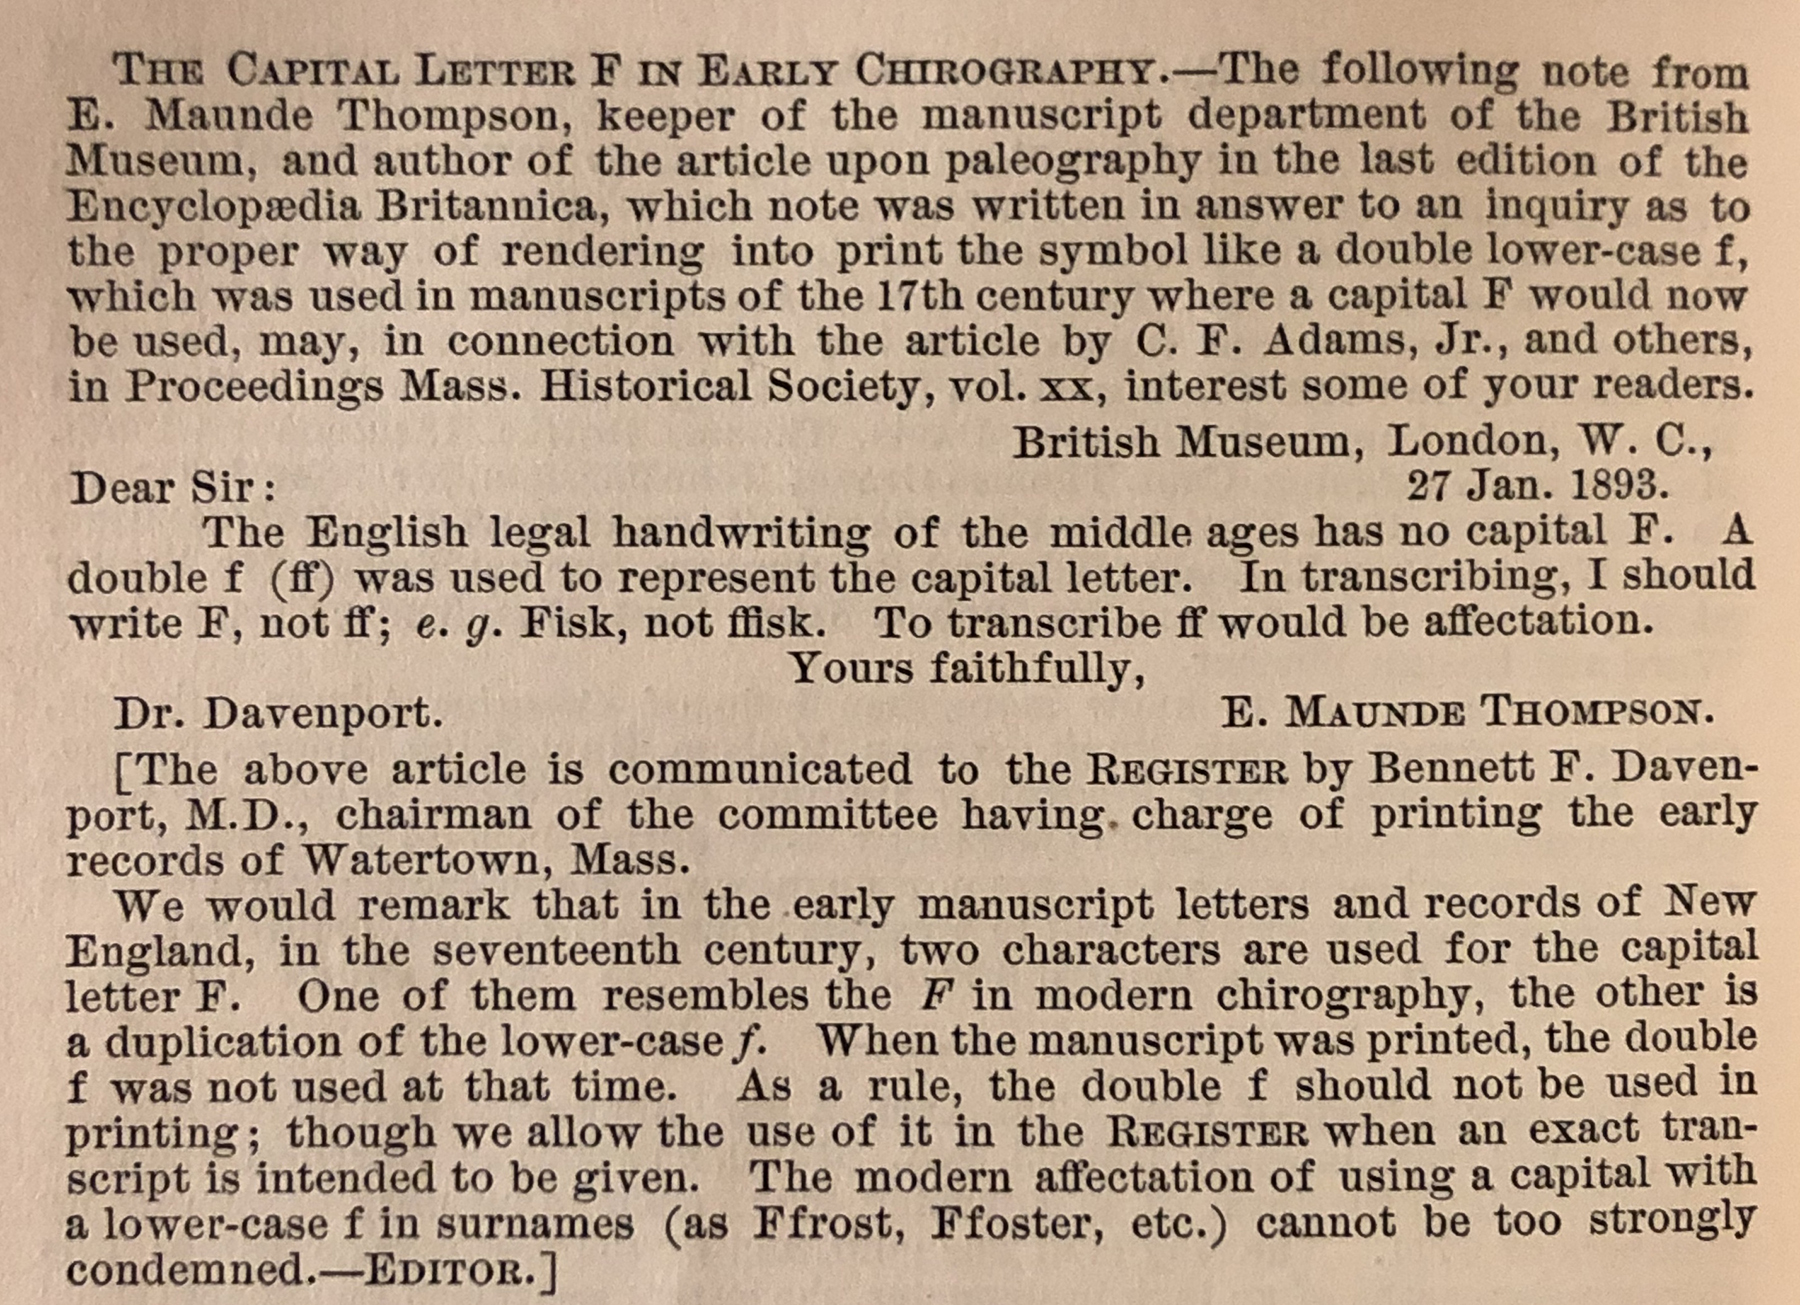 The Capital Letter F in Early Chirography.—The following note from
E. Maunde Thompson, keeper of the manuscript department of the British
Museum, and author of the article upon paleography in the last edition of the
Encyclopædia Britannica, which note was written in answer to an inquiry as to
the proper way of rendering into print the symbol like a double lower-case f,
which was used in manuscripts of the 17th century where a capital F would now
be used, may, in connection with the article by C. F. Adams, Jr., and others,
in Proceedings Mass. Historical Society, vol. xx, interest some of your readers.
British Museum, London, W. C.,
Dear Sir: 27 Jan. 1893.
The English legal handwriting of the middle ages has no capital F. A
double f (ff) was used to represent the capital letter. In transcribing, I should
write F, not ff; e. g. Fisk, not ffisk. To transcribe ff would be affectation.
Yours faithfully,
Dr. Davenport. E. Maunde Thompson.
[The above article is communicated to the Register by Bennett F. Daven-
port, M.D., chairman of the committee having charge of printing the early
records of Watertown, Mass.
We would remark that in the early manuscript letters and records of New
England, in the seventeenth century, two characters are used for the capital
letter F. One of them resembles the F in modern chirography, the other is
a duplication of the lower-case f. When the manuscript was printed, the double
f was not used at that time. As a rule, the double f should not be used in
printing; though we allow the use of it in the Register when an exact tran-
script is intended to be given. The modern affectation of using a capital with
a lower-case f in surnames (as Ffrost, Ffoster, etc.) cannot be too strongly
condemned.—Editor.]